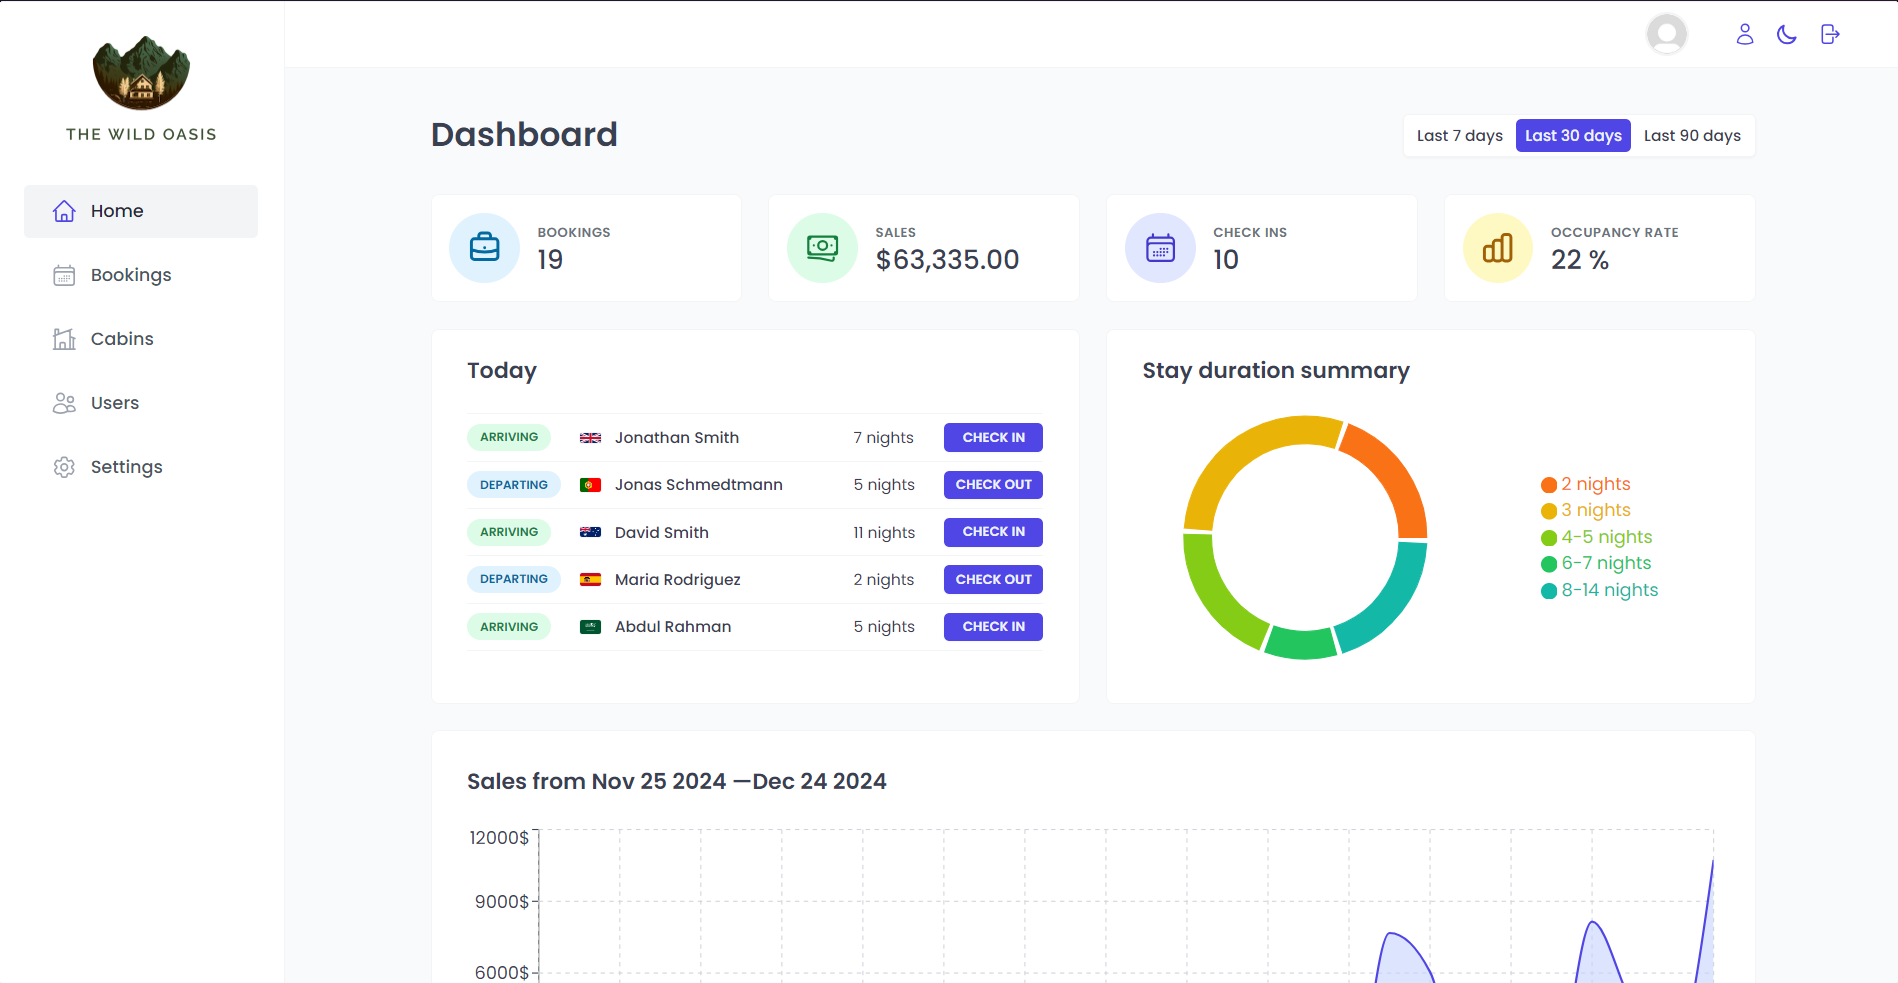 THE WILD OASIS
Home
Bookings
Cabins
Users
Settings
Dashboard
Last 7 days Last 30 days Last 90 days
BOOKINGS
19
SALES
$63,335.00
CHECK INS
10
OCCUPANCY RATE
22 %
Today
ARRIVING Jonathan Smith 7 nights CHECK IN
DEPARTING Jonas Schmedtmann 5 nights CHECK OUT
ARRIVING David Smith 11 nights CHECK IN
DEPARTING Maria Rodriguez 2 nights CHECK OUT
ARRIVING Abdul Rahman 5 nights CHECK IN
Stay duration summary
2 nights
3 nights
4-5 nights
6-7 nights
8-14 nights
Sales from Nov 25 2024 —Dec 24 2024
12000$
9000$
6000$